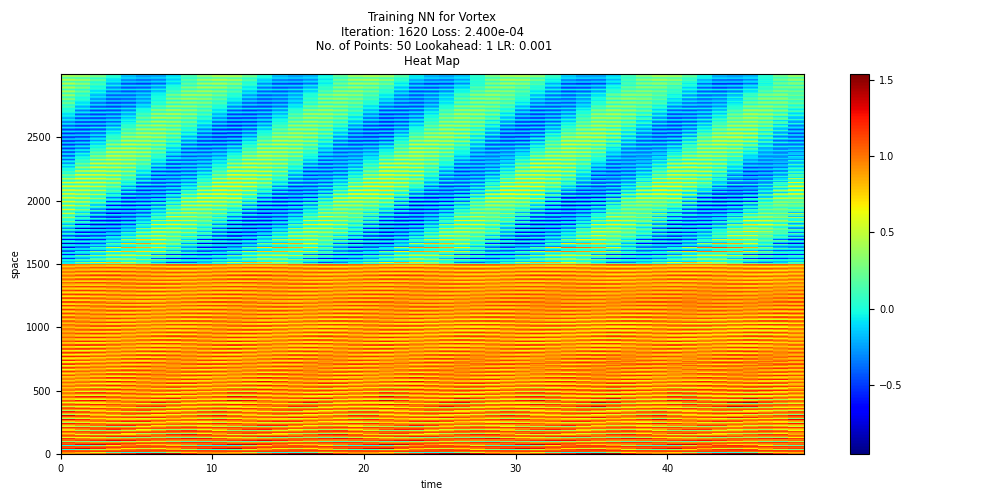 Training NN for Vortex
Iteration: 1620 Loss: 2.400e-04
No. of Points: 50 Lookahead: 1 LR: 0.001
Heat Map
2500
2000
1500
1000
500
0
space
0 10 20 30 40
time
1.5
1.0
0.5
0.0
−0.5